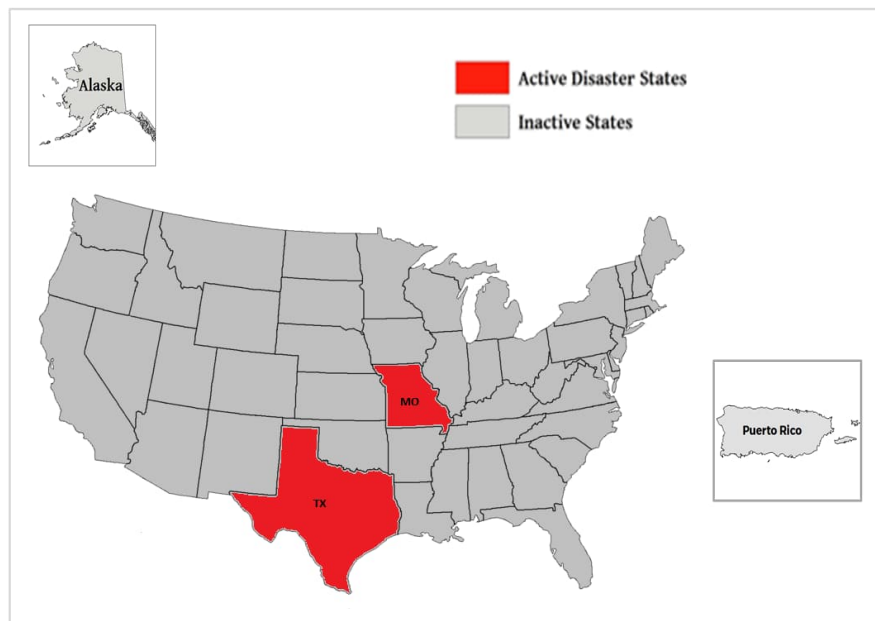 Alaska
Active Disaster States
Inactive States
MO
Puerto Rico
TX